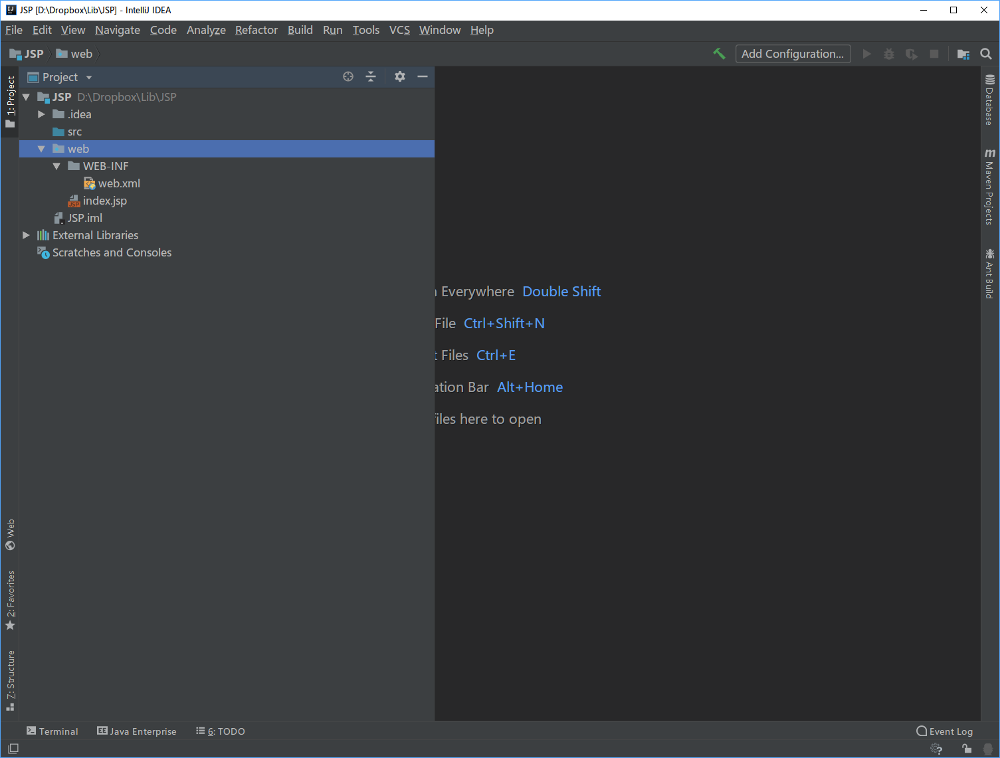 JSP [D:\Dropbox\Lib\JSP] - IntelliJ IDEA
File Edit View Navigate Code Analyze Refactor Build Run Tools VCS Window Help
JSP web
Add Configuration...
1: Project
Project
JSP D:\Dropbox\Lib\JSP
.idea
src
web
WEB-INF
web.xml
index.jsp
JSP.iml
External Libraries
Scratches and Consoles
Everywhere Double Shift
File Ctrl+Shift+N
t Files Ctrl+E
ation Bar Alt+Home
files here to open
Database
Maven Projects
Ant Build
Web
2: Favorites
7: Structure
Terminal Java Enterprise 6: TODO
Event Log